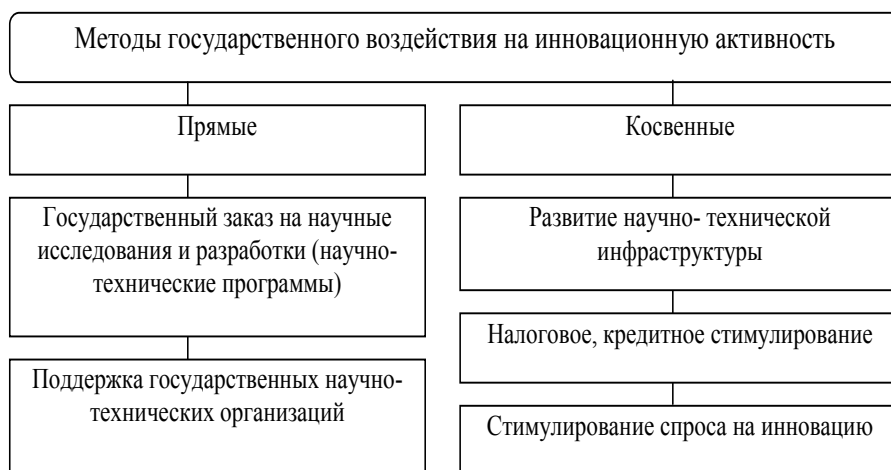 Методы государственного воздействия на инновационную активность
Прямые
Косвенные
Государственный заказ на научные
исследования и разработки (научно-
технические программы)
Развитие научно- технической
инфраструктуры
Налоговое, кредитное стимулирование
Поддержка государственных научно-
технических организаций
Стимулирование спроса на инновацию